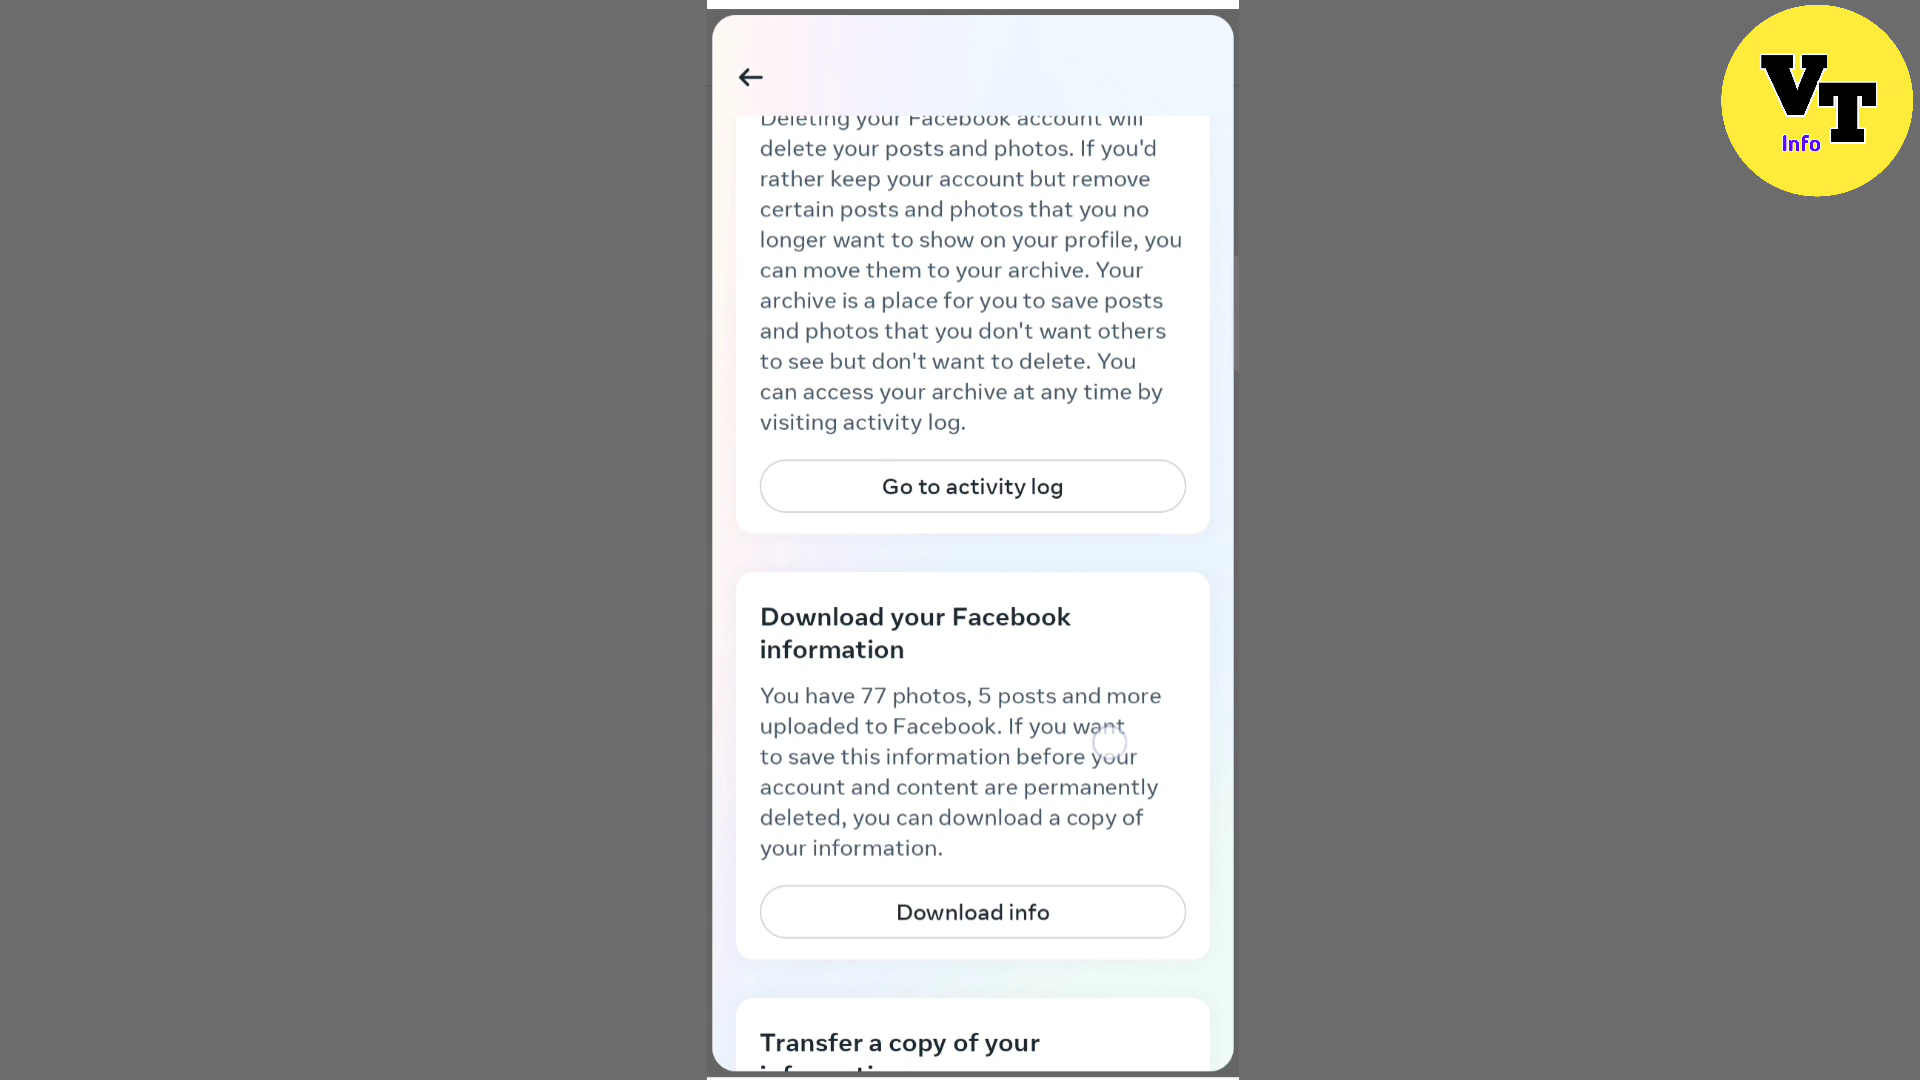 Deleting your Facebook account will
delete your posts and photos. If you'd
rather keep your account but remove
certain posts and photos that you no
longer want to show on your profile, you
can move them to your archive. Your
archive is a place for you to save posts
and photos that you don't want others
to see but don't want to delete. You
can access your archive at any time by
visiting activity log.
Go to activity log
Download your Facebook
information
You have 77 photos, 5 posts and more
uploaded to Facebook. If you want
to save this information before your
account and content are permanently
deleted, you can download a copy of
your information.
Download info
Transfer a copy of your
VT
Info